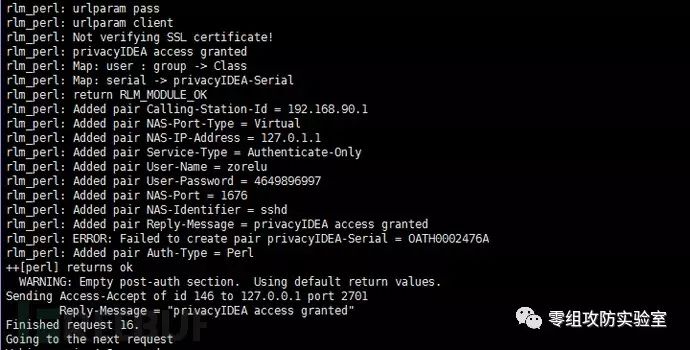 rlm_perl: urlparam pass
rlm_perl: urlparam client
rlm_perl: Not verifying SSL certificate!
rlm_perl: privacyIDEA access granted
rlm_perl: Map: user : group -> Class
rlm_perl: Map: serial -> privacyIDEA-Serial
rlm_perl: return RLM_MODULE_OK
rlm_perl: Added pair Calling-Station-Id = 192.168.90.1
rlm_perl: Added pair NAS-Port-Type = Virtual
rlm_perl: Added pair NAS-IP-Address = 127.0.1.1
rlm_perl: Added pair Service-Type = Authenticate-Only
rlm_perl: Added pair User-Name = zorelu
rlm_perl: Added pair User-Password = 4649896997
rlm_perl: Added pair NAS-Port = 1676
rlm_perl: Added pair NAS-Identifier = sshd
rlm_perl: Added pair Reply-Message = privacyIDEA access granted
rlm_perl: ERROR: Failed to create pair privacyIDEA-Serial = OATH0002476A
rlm_perl: Added pair Auth-Type = Perl
++[perl] returns ok
WARNING: Empty post-auth section.  Using default return values.
Sending Access-Accept of id 146 to 127.0.0.1 port 2701
Reply-Message = "privacyIDEA access granted"
Finished request 16.
Going to the next request
零组攻防实验室